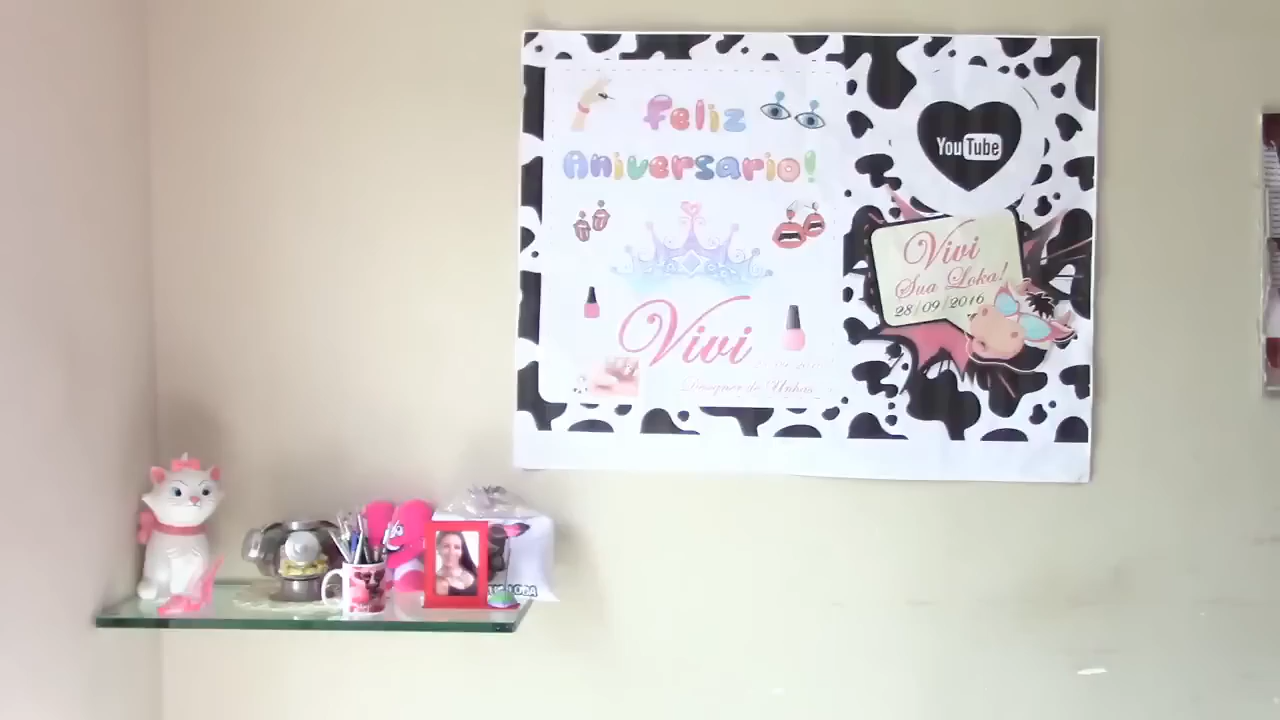 Feliz
Aniversario!
Vivi
Designer de Unhas
YouTube
Vivi
Sua Loka!
28/09/2016